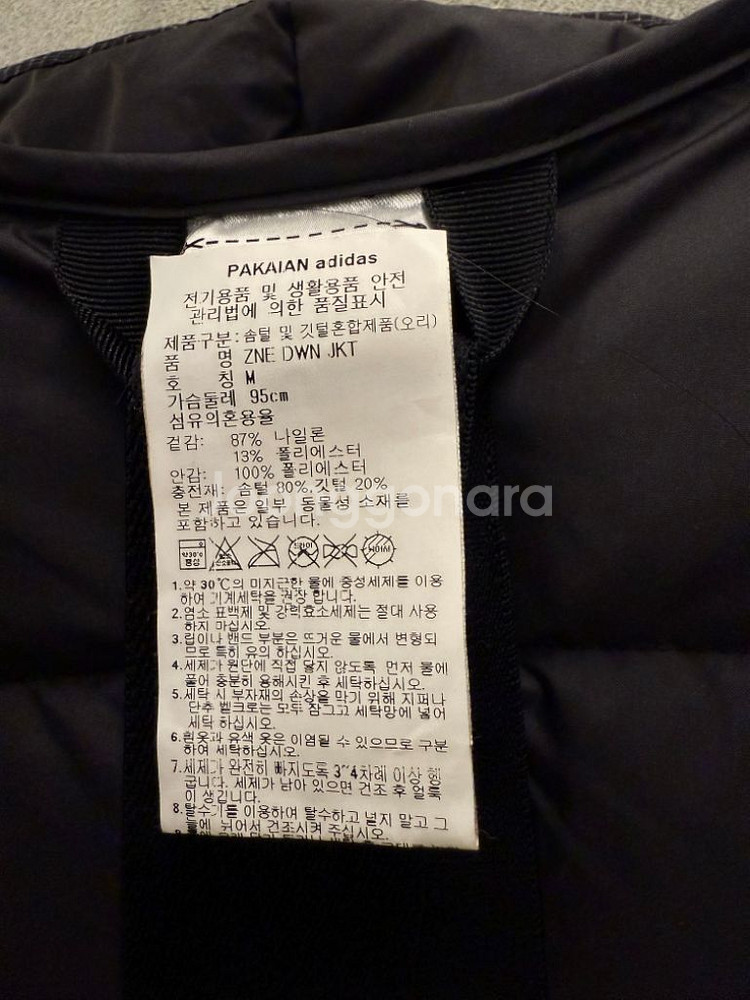 PAKAIAN adidas
전기용품 및 생활용품 안전
관리법에 의한 품질표시
제품구분: 솜털 및 깃털혼합제품(오리)
품 명 ZNE DWN JKT
호 칭 M
가슴둘레 95cm
섬유의혼용율
겉감: 87% 나일론
13% 폴리에스터
안감: 100% 폴리에스터
충전재: 솜털 80%, 깃털 20%
본 제품은 일부 동물성 소재를
포함하고 있습니다.
약30℃
중성
드라이
1.약 30℃의 미지근한 물에 중성세제를 이용
하여 기계세탁을 권장 합니다.
2.염소 표백제 및 강력효소세제는 절대 사용
하지 마십시오.
3.립이나 밴드 부분은 뜨거운 물에서 변형되
므로 특히 유의 하십시오.
4.세제가 원단에 직접 닿지 않도록 먼저 물에
풀어 충분히 용해시킨 후 세탁하십시오.
5.세탁 시 부자재의 손상을 막기 위해 지퍼나
단추 벨크로는 모두 잠그고 세탁망에 넣어
세탁 하십시오.
6.흰옷과 유색 옷은 이염될 수 있으므로 구분
하여 세탁하십시오.
7.세제가 완전히 빠지도록 3~4차례 이상 헹
굽니다. 세제가 남아 있으면 건조 후 얼룩
이 생깁니다.
8.탈수기를 이용하여 탈수하고 널지 말고 그
늘에 뉘어서 건조시켜 주십시오.
joonggonara